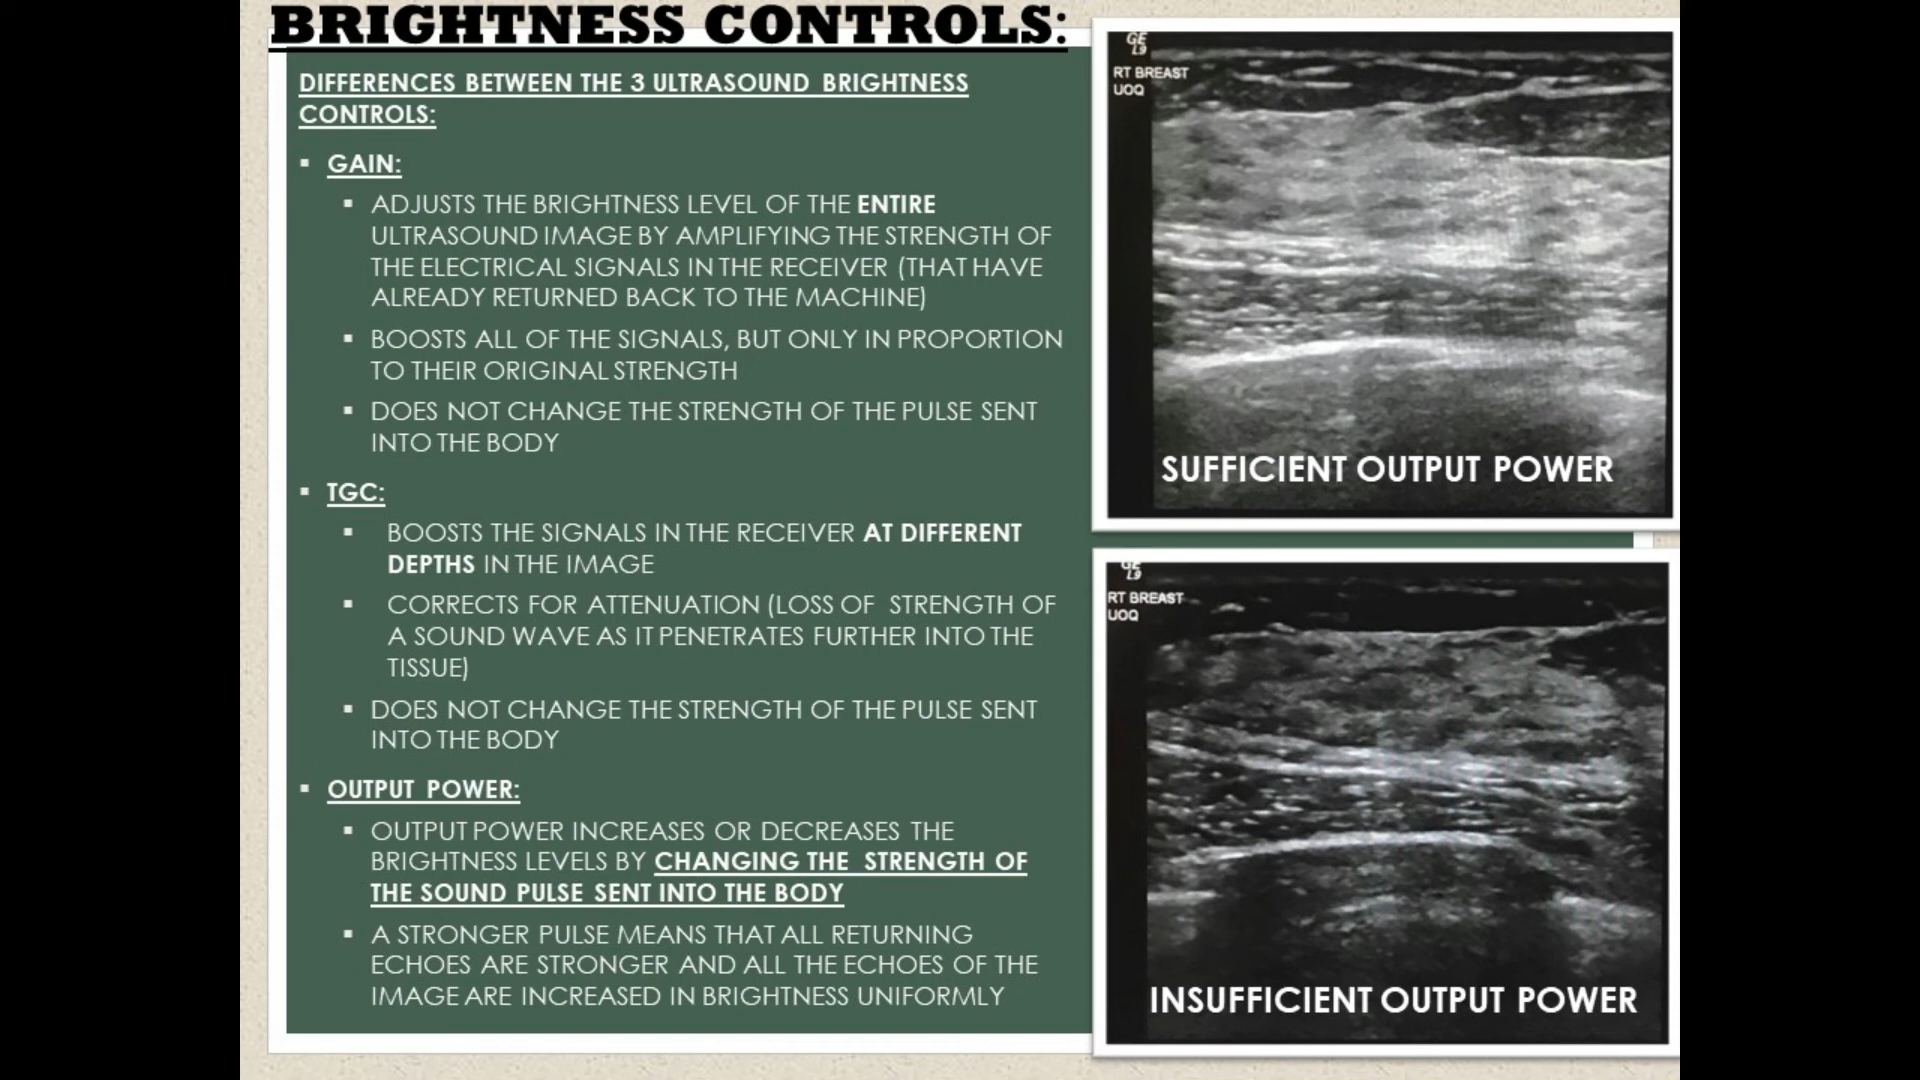 BRIGHTNESS CONTROLS:
DIFFERENCES BETWEEN THE 3 ULTRASOUND BRIGHTNESS
CONTROLS:
▪ GAIN:
▪ ADJUSTS THE BRIGHTNESS LEVEL OF THE ENTIRE
ULTRASOUND IMAGE BY AMPLIFYING THE STRENGTH OF
THE ELECTRICAL SIGNALS IN THE RECEIVER (THAT HAVE
ALREADY RETURNED BACK TO THE MACHINE)
▪ BOOSTS ALL OF THE SIGNALS, BUT ONLY IN PROPORTION
TO THEIR ORIGINAL STRENGTH
▪ DOES NOT CHANGE THE STRENGTH OF THE PULSE SENT
INTO THE BODY
▪ TGC:
▪ BOOSTS THE SIGNALS IN THE RECEIVER AT DIFFERENT
DEPTHS IN THE IMAGE
▪ CORRECTS FOR ATTENUATION (LOSS OF STRENGTH OF
A SOUND WAVE AS IT PENETRATES FURTHER INTO THE
TISSUE)
▪ DOES NOT CHANGE THE STRENGTH OF THE PULSE SENT
INTO THE BODY
▪ OUTPUT POWER:
▪ OUTPUT POWER INCREASES OR DECREASES THE
BRIGHTNESS LEVELS BY CHANGING THE STRENGTH OF
THE SOUND PULSE SENT INTO THE BODY
▪ A STRONGER PULSE MEANS THAT ALL RETURNING
ECHOES ARE STRONGER AND ALL THE ECHOES OF THE
IMAGE ARE INCREASED IN BRIGHTNESS UNIFORMLY
GE
L9
RT BREAST
UOQ
SUFFICIENT OUTPUT POWER
GE
L9
RT BREAST
UOQ
INSUFFICIENT OUTPUT POWER